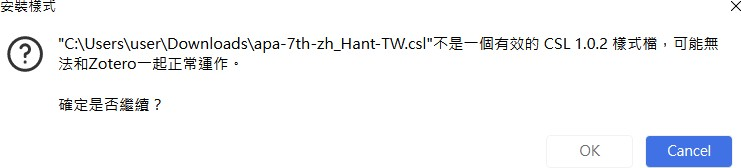 安裝樣式
"C:\Users\user\Downloads\apa-7th-zh_Hant-TW.csl"不是一個有效的 CSL 1.0.2 樣式檔，可能無
法和Zotero一起正常運作。
確定是否繼續？
OK Cancel